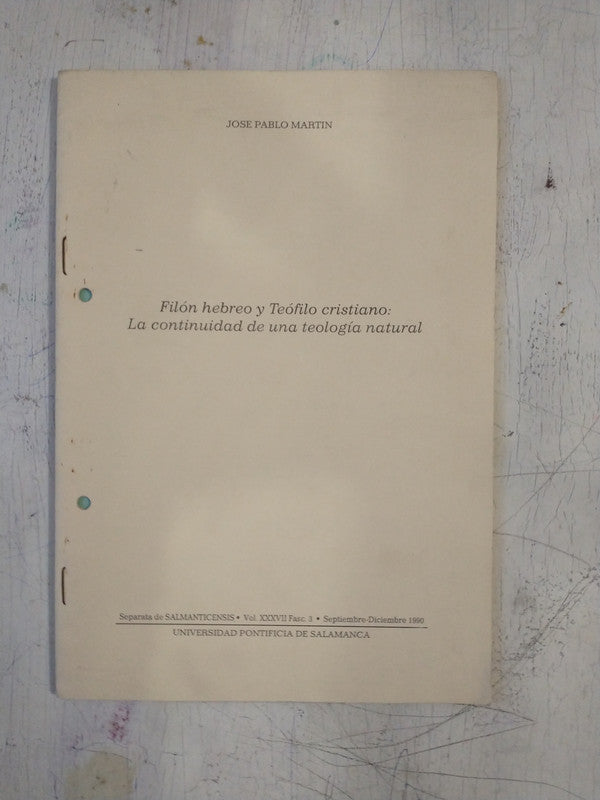 JOSE PABLO MARTIN
Filón hebreo y Teófilo cristiano:
La continuidad de una teología natural
Separata de SALMANTICENSIS • Vol. XXXVII Fasc. 3 • Septiembre-Diciembre 1990
UNIVERSIDAD PONTIFICIA DE SALAMANCA